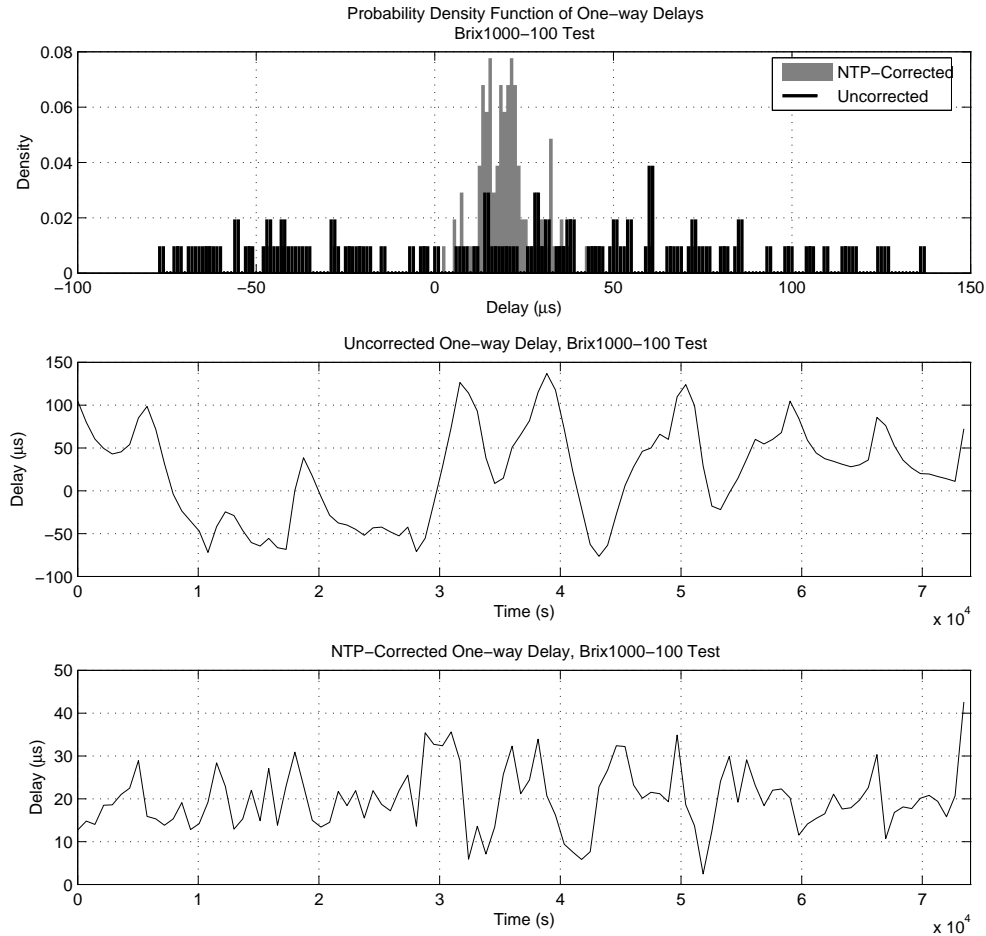 Probability Density Function of One−way Delays
Brix1000−100 Test
0.08
0.06
0.04
0.02
0
Density
NTP−Corrected
Uncorrected
−100
−50
0
50
100
150
Delay (μs)
Uncorrected One−way Delay, Brix1000−100 Test
150
100
50
0
−50
−100
Delay (μs)
0
1
2
3
4
5
6
7
Time (s)
x 10⁴
NTP−Corrected One−way Delay, Brix1000−100 Test
50
40
30
20
10
0
Delay (μs)
0
1
2
3
4
5
6
7
Time (s)
x 10⁴